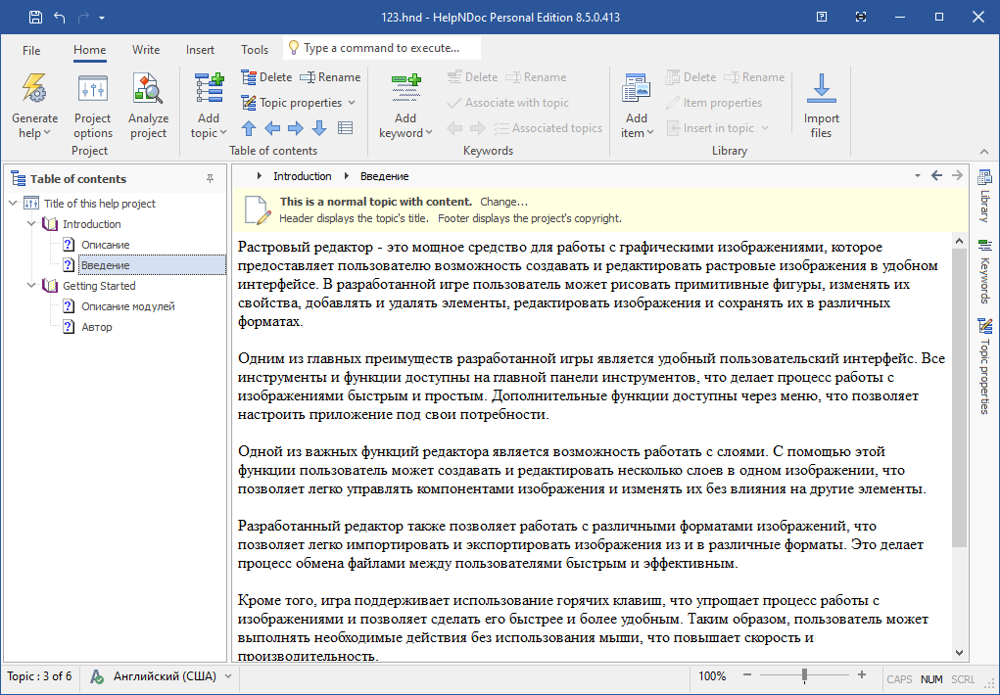 123.hnd - HelpNDoc Personal Edition 8.5.0.413
File
Home
Write
Insert
Tools
Type a command to execute...
Generate help
Project options
Analyze project
Project
Add topic
Delete
Rename
Topic properties
Table of contents
Add keyword
Delete
Rename
Associate with topic
Associated topics
Keywords
Add item
Delete
Rename
Item properties
Insert in topic
Library
Import files
Table of contents
Title of this help project
Introduction
Описание
Введение
Getting Started
Описание модулей
Автор
Introduction
Введение
This is a normal topic with content. Change...
Header displays the topic's title. Footer displays the project's copyright.
Растровый редактор - это мощное средство для работы с графическими изображениями, которое
предоставляет пользователю возможность создавать и редактировать растровые изображения в удобном
интерфейсе. В разработанной игре пользователь может рисовать примитивные фигуры, изменять их
свойства, добавлять и удалять элементы, редактировать изображения и сохранять их в различных
форматах.
Одним из главных преимуществ разработанной игры является удобный пользовательский интерфейс. Все
инструменты и функции доступны на главной панели инструментов, что делает процесс работы с
изображениями быстрым и простым. Дополнительные функции доступны через меню, что позволяет
настроить приложение под свои потребности.
Одной из важных функций редактора является возможность работать с слоями. С помощью этой
функции пользователь может создавать и редактировать несколько слоев в одном изображении, что
позволяет легко управлять компонентами изображения и изменять их без влияния на другие элементы.
Разработанный редактор также позволяет работать с различными форматами изображений, что
позволяет легко импортировать и экспортировать изображения из и в различные форматы. Это делает
процесс обмена файлами между пользователями быстрым и эффективным.
Кроме того, игра поддерживает использование горячих клавиш, что упрощает процесс работы с
изображениями и позволяет сделать его быстрее и более удобным. Таким образом, пользователь может
выполнять необходимые действия без использования мыши, что повышает скорость и
производительность.
Library
Keywords
Topic properties
Topic : 3 of 6
Английский (США)
100%
CAPS
NUM
SCRL